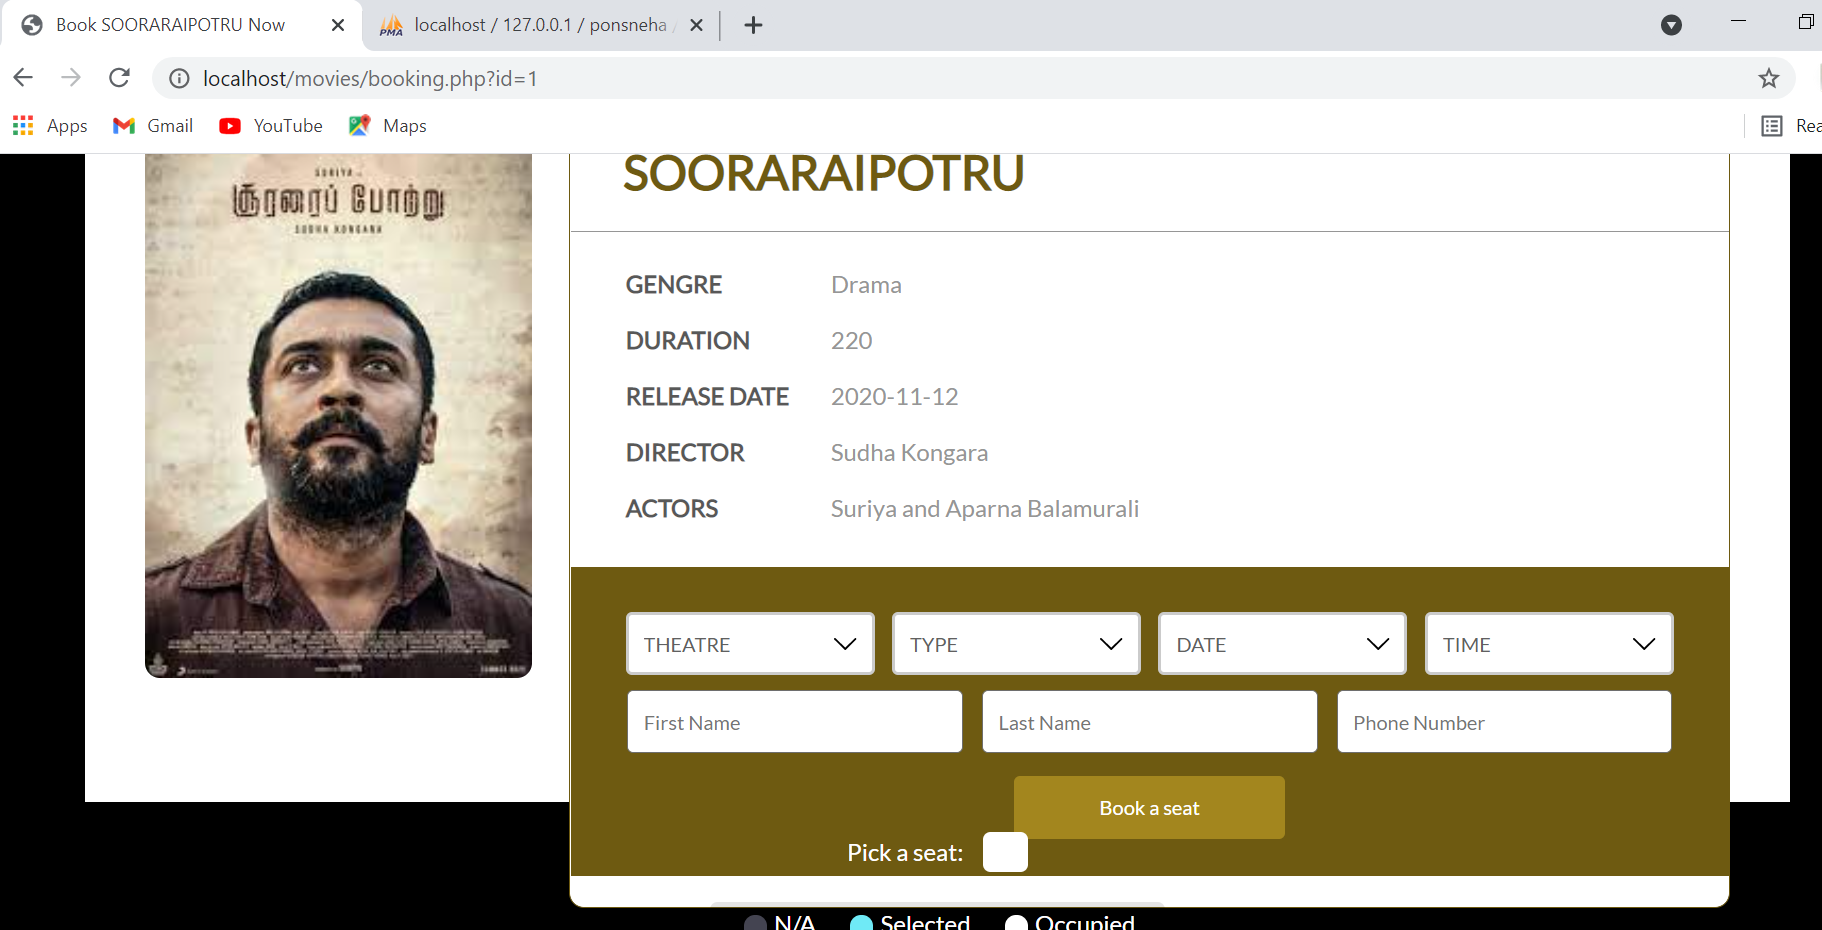 Book SOORARAIPOTRU Now
localhost / 127.0.0.1 / ponsneha /
localhost/movies/booking.php?id=1
Apps Gmail YouTube Maps Rea
SURIYA
சூரரைப் போற்று
SUDHA KONGARA
SOORARAIPOTRU
GENGRE Drama
DURATION 220
RELEASE DATE 2020-11-12
DIRECTOR Sudha Kongara
ACTORS Suriya and Aparna Balamurali
THEATRE TYPE DATE TIME
First Name Last Name Phone Number
Book a seat
Pick a seat:
N/A Selected Occupied